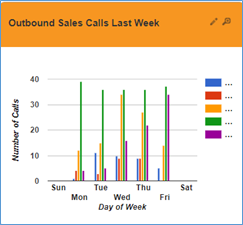 Outbound Sales Calls Last Week
40
30
20
10
0
Number of Calls
Sun Tue Thu Sat
Mon Wed Fri
Day of Week
...
...
...
...
...